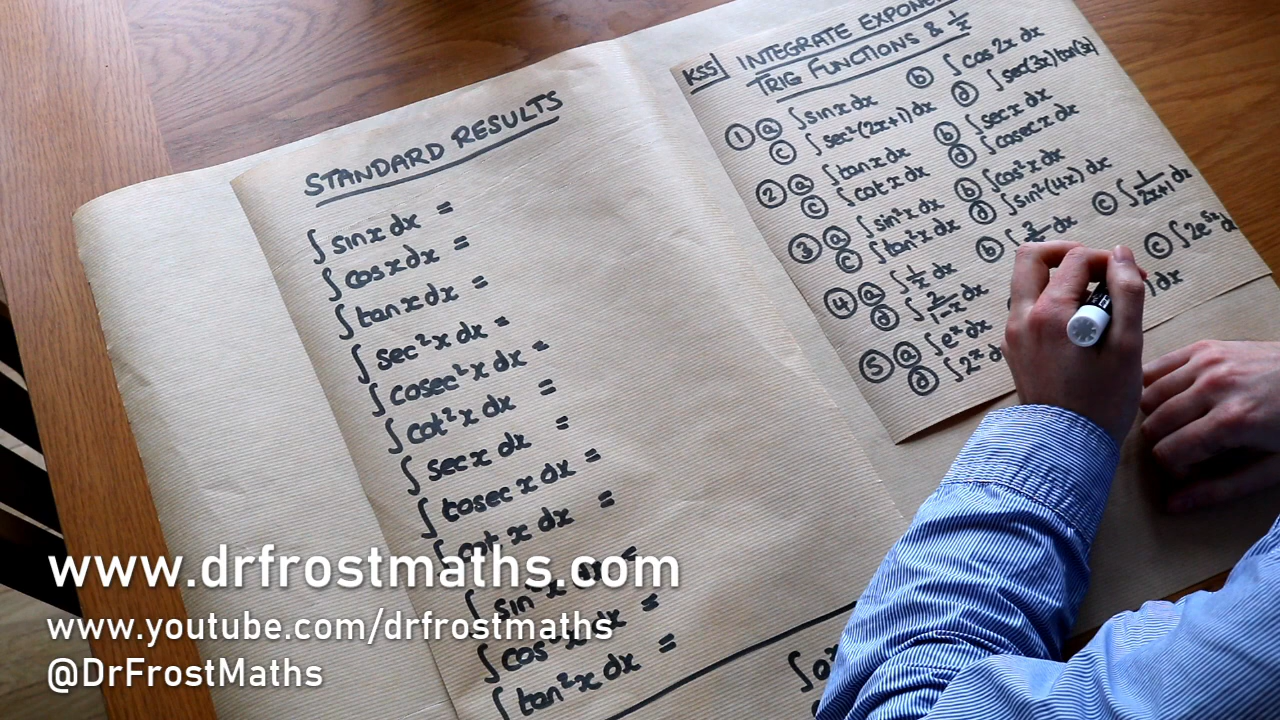 STANDARD RESULTS
∫ sinx dx =
∫ cosx dx =
∫ tanx dx =
∫ sec²x dx =
∫ cosec²x dx =
∫ cot²x dx =
∫ secx dx =
∫ cosec x dx =
∫ cot x dx =
∫ sin²x dx =
∫ cos²x dx =
∫ tan²x dx =
KS5 INTEGRATE
TRIG FUNCTIONS & 1/x
① ⓐ ∫ sinx dx ⓑ ∫ cos 2x dx
ⓒ ∫ sec²(2x+1) dx ⓓ ∫ sec(3x) tan(3x)
② ⓐ ∫ tanx dx ⓑ ∫ secx dx
ⓒ ∫ cotx dx ⓓ ∫ cosec x dx
③ ⓐ ∫ sin²x dx ⓑ ∫ cos²x dx
ⓒ ∫ tan²x dx ⓓ ∫ sin²(4x) dx
④ ⓐ ∫ 1/x dx ⓑ ∫ dx ⓒ ∫ 1/2x+1 dx
ⓓ ∫ 2/1-x dx
⑤ ⓐ ∫ eˣ dx ⓒ ∫ 2e⁵ˣ d
ⓓ ∫ 2ˣ d ) dx
www.drfrostmaths.com
www.youtube.com/drfrostmaths
@DrFrostMaths